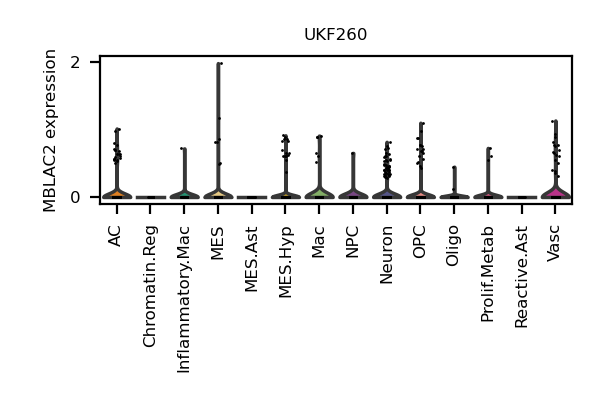 UKF260
MBLAC2 expression
2
0
AC
Chromatin.Reg
Inflammatory.Mac
MES
MES.Ast
MES.Hyp
Mac
NPC
Neuron
OPC
Oligo
Prolif.Metab
Reactive.Ast
Vasc